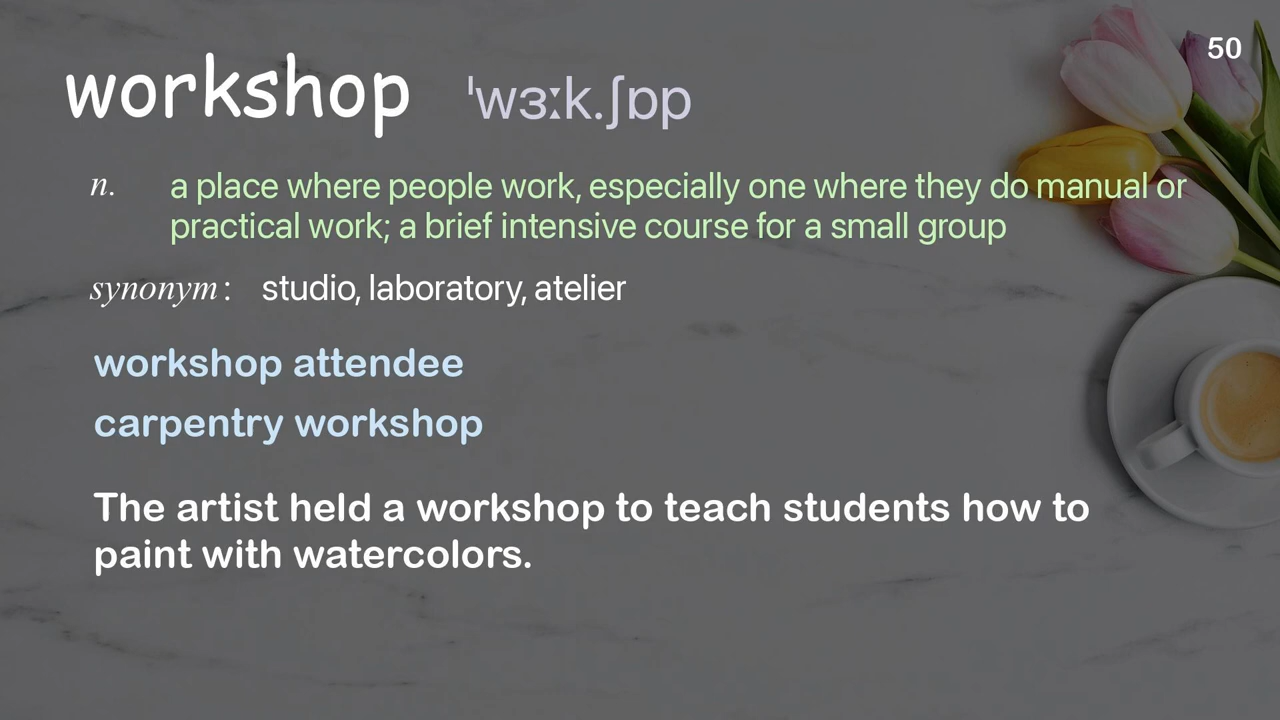 50
workshop ˈwɜːk.ʃɒp
n. a place where people work, especially one where they do manual or
practical work; a brief intensive course for a small group
synonym: studio, laboratory, atelier
workshop attendee
carpentry workshop
The artist held a workshop to teach students how to
paint with watercolors.